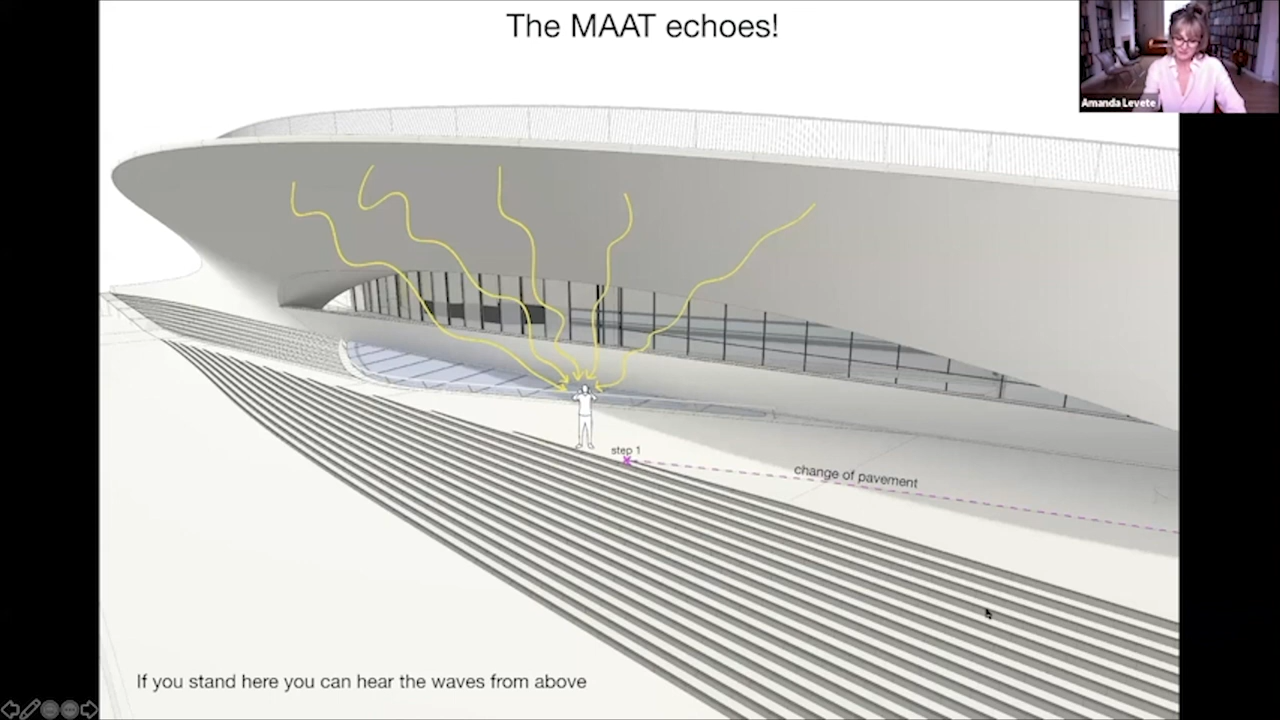 The MAAT echoes!
Amanda Levete
step 1
change of pavement
If you stand here you can hear the waves from above